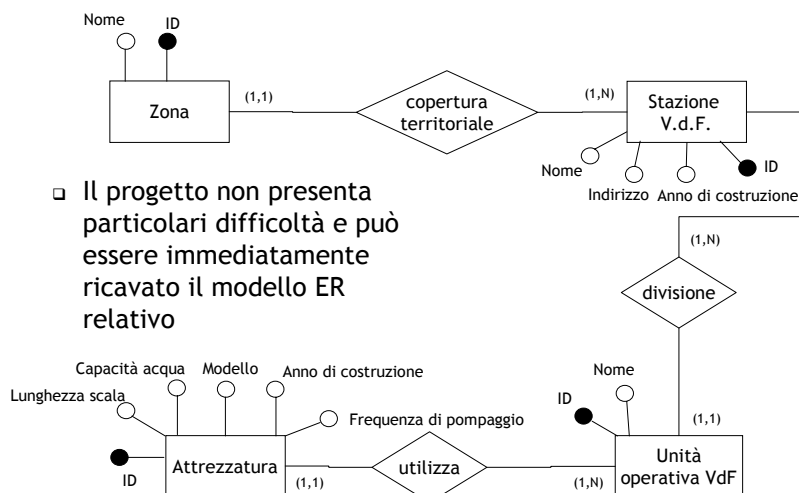 Nome
ID
Zona
(1,1)
copertura
territoriale
(1,N)
Stazione
V.d.F.
Nome
Indirizzo
Anno di costruzione
ID
Il progetto non presenta
particolari difficoltà e può
essere immediatamente
ricavato il modello ER
relativo
(1,N)
divisione
(1,1)
Capacità acqua
Modello
Anno di costruzione
Lunghezza scala
Frequenza di pompaggio
ID
Attrezzatura
(1,1)
utilizza
(1,N)
Nome
ID
Unità
operativa VdF